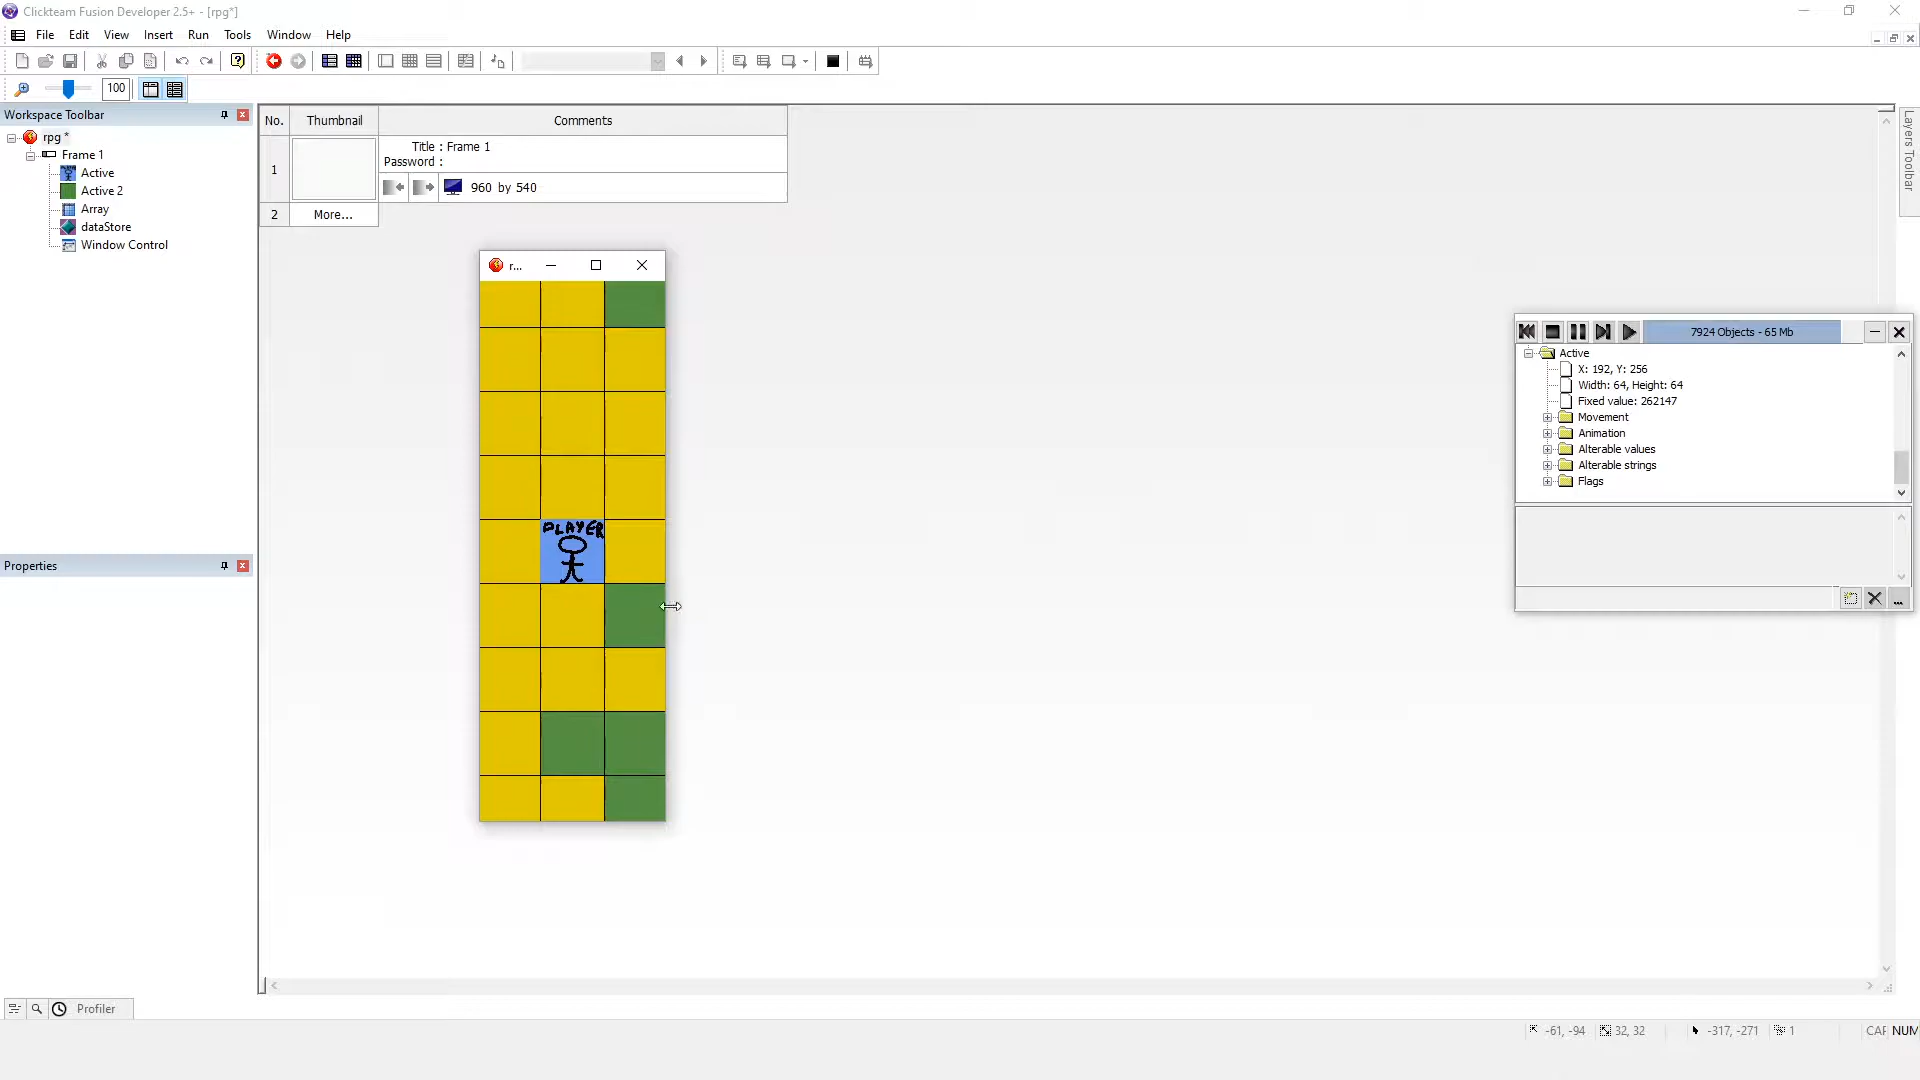 Clickteam Fusion Developer 2.5+ - [rpg*]
File Edit View Insert Run Tools Window Help
100
Workspace Toolbar
rpg *
Frame 1
Active
Active 2
Array
dataStore
Window Control
Properties
No. Thumbnail Comments
1
Title : Frame 1
Password :
960 by 540
2 More...
r...
PLAYER
Layers Toolbar
7924 Objects - 65 Mb
Active
X: 192, Y: 256
Width: 64, Height: 64
Fixed value: 262147
Movement
Animation
Alterable values
Alterable strings
Flags
...
Profiler
-61, -94 32, 32 -317, -271 1 CAP NUM